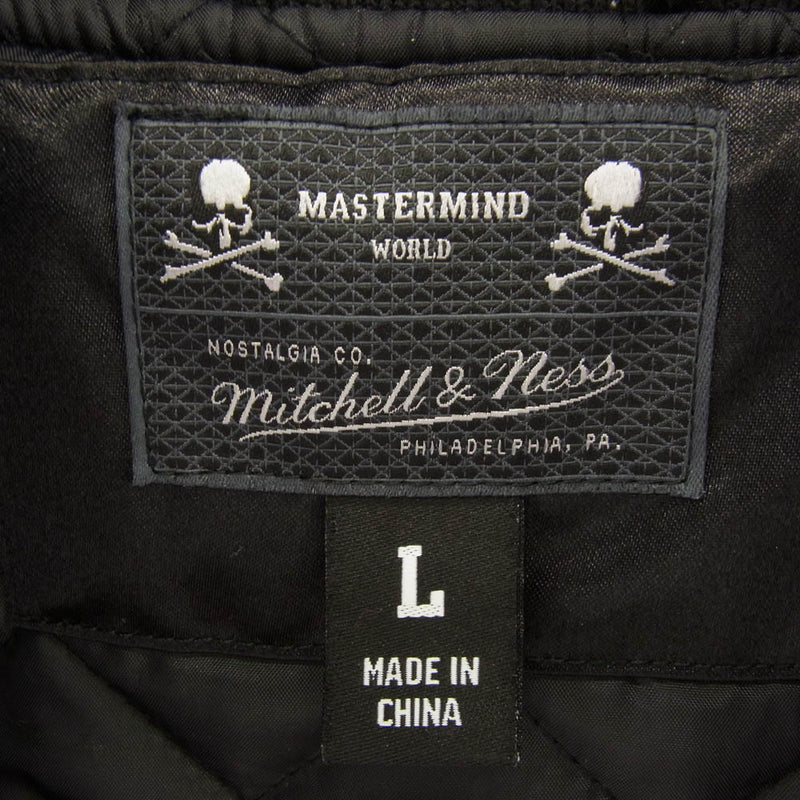 MASTERMIND
WORLD
NOSTALGIA CO.
Mitchell & Ness
PHILADELPHIA, PA.
L
MADE IN
CHINA